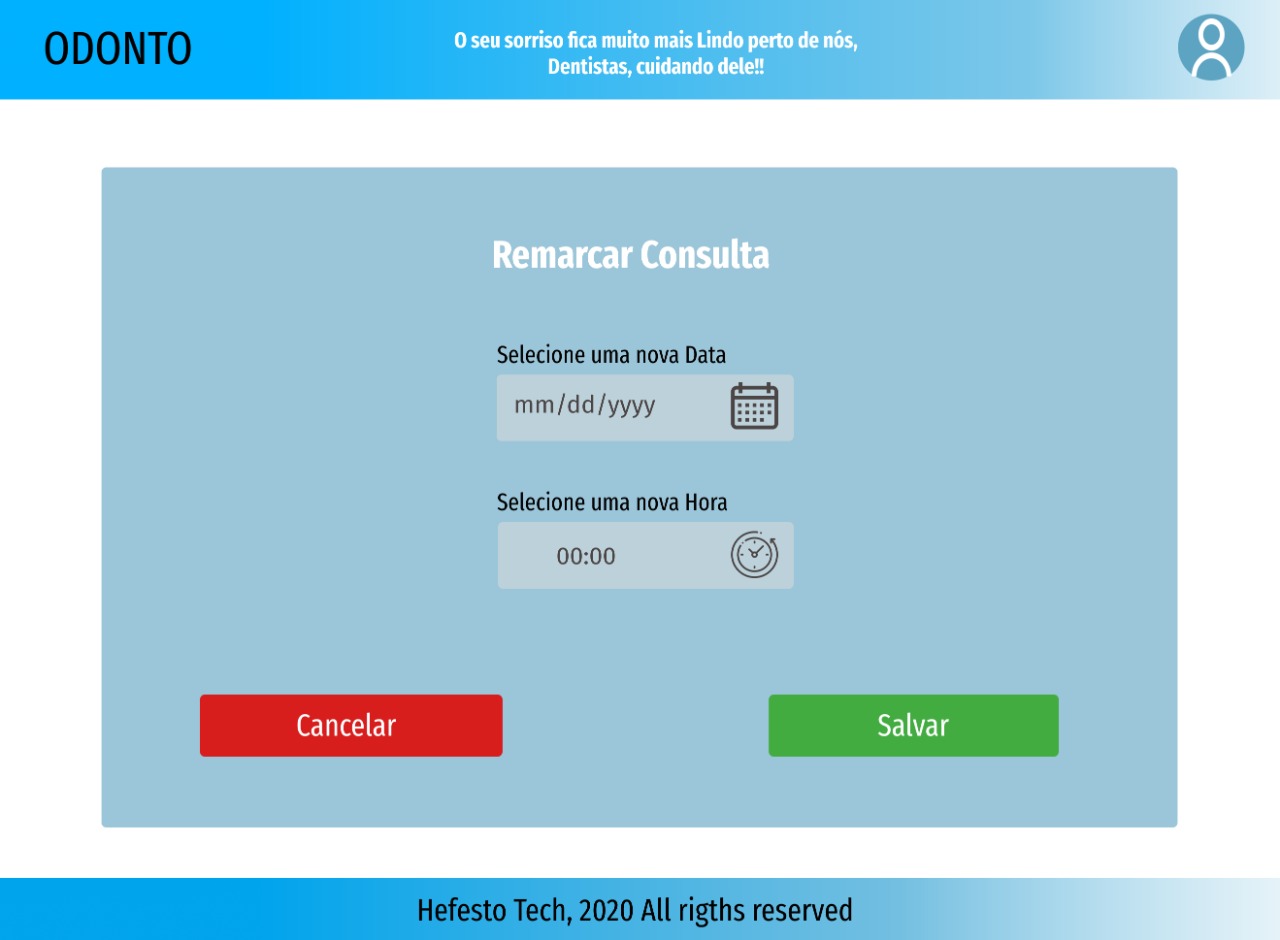 ODONTO
O seu sorriso fica muito mais Lindo perto de nós,
Dentistas, cuidando dele!!
Remarcar Consulta
Selecione uma nova Data
mm/dd/yyyy
Selecione uma nova Hora
00:00
Cancelar
Salvar
Hefesto Tech, 2020 All rigths reserved